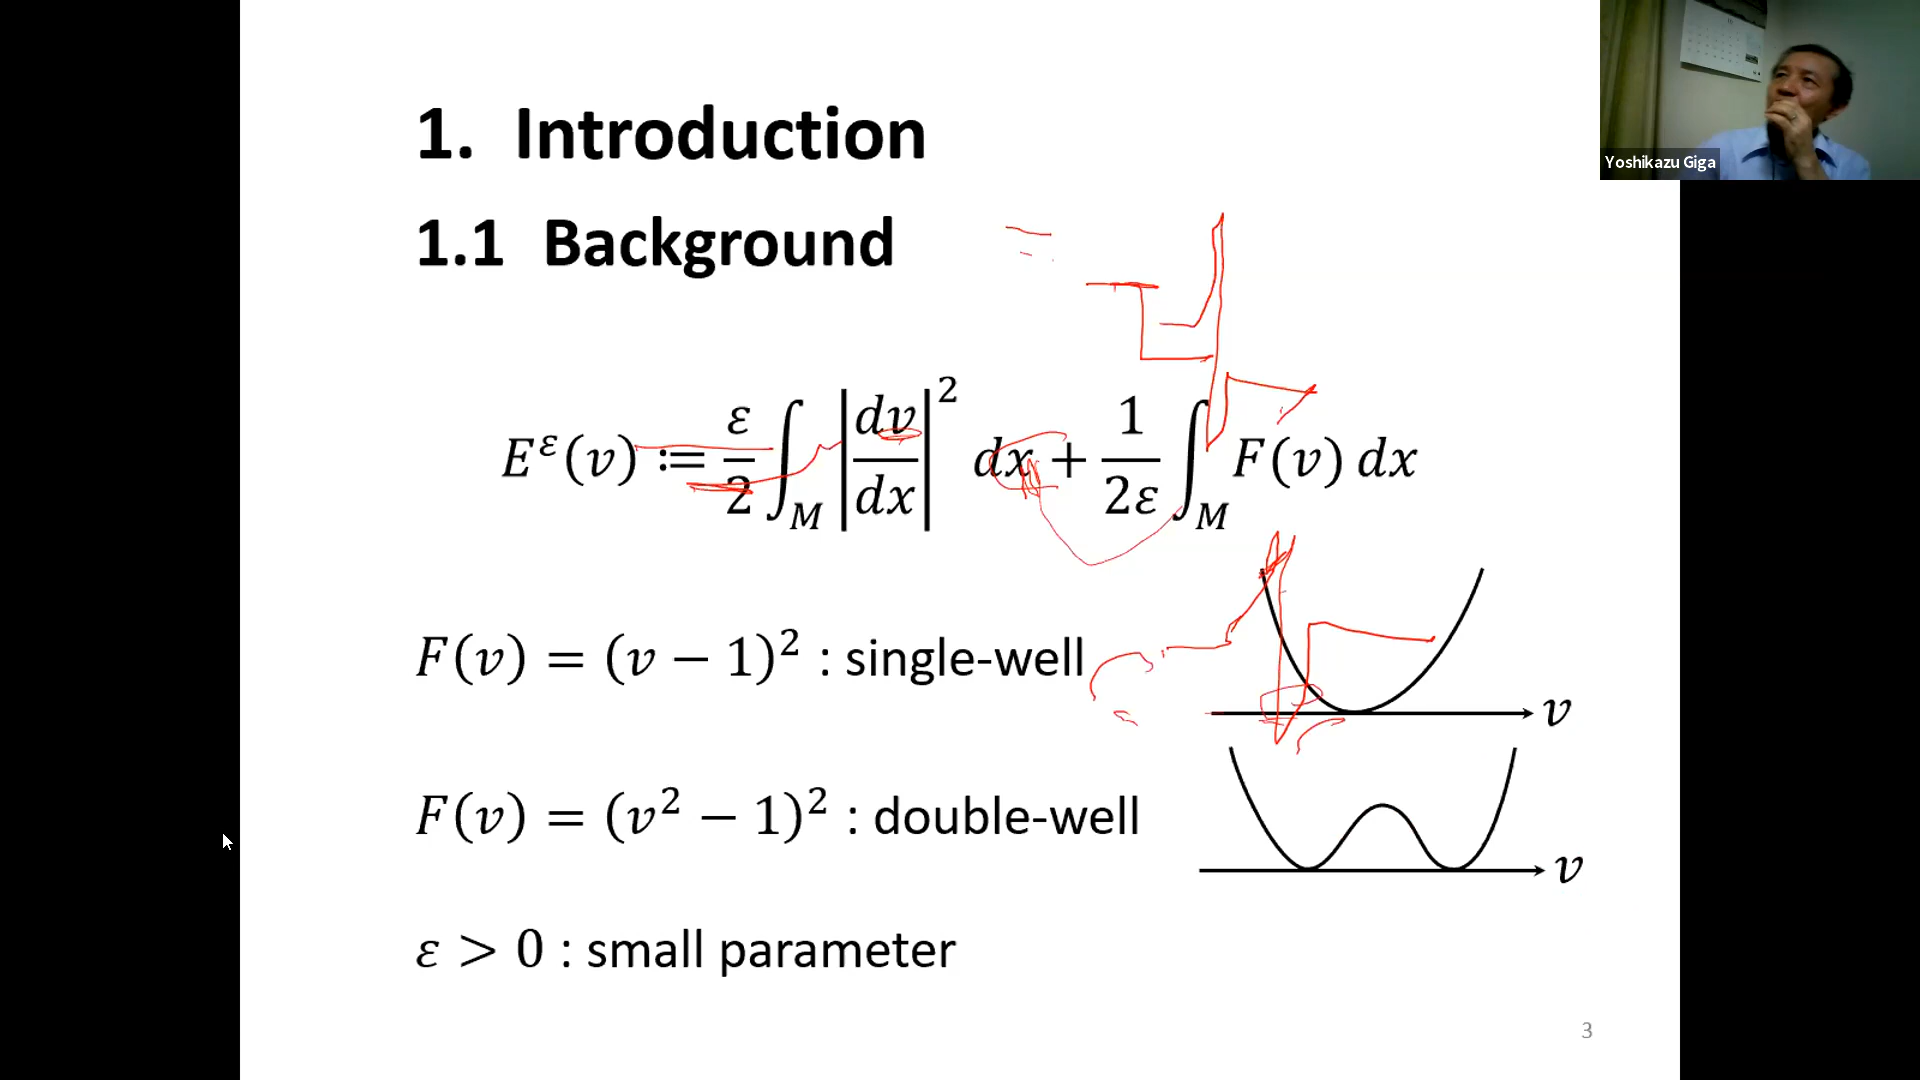 1. Introduction
1.1 Background
Yoshikazu Giga
E^ε(v) := ε/2 ∫_M |dv/dx|^2 dx + 1/2ε ∫_M F(v) dx
F(v) = (v − 1)^2 : single-well
v
F(v) = (v^2 − 1)^2 : double-well
v
ε > 0 : small parameter
3